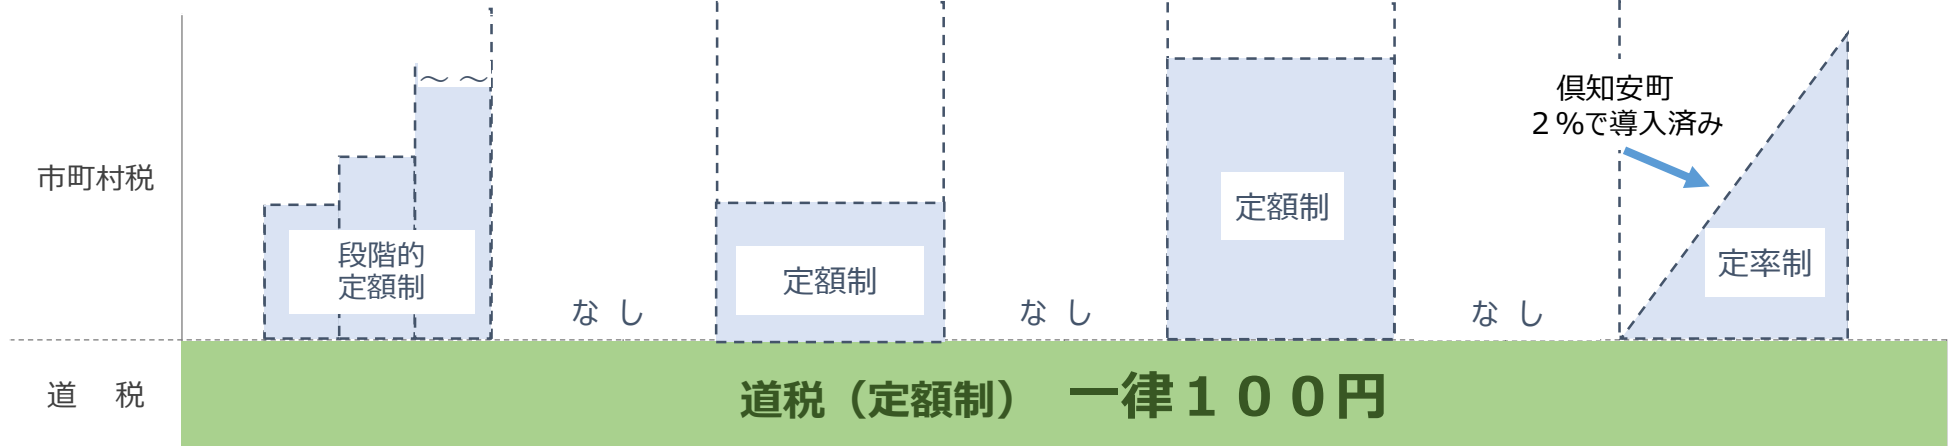 ～ ～
倶知安町
２％で導入済み
市町村税
定額制
段階的
定額制
定額制
定率制
な し
な し
な し
道 税
道税（定額制） 一律１００円